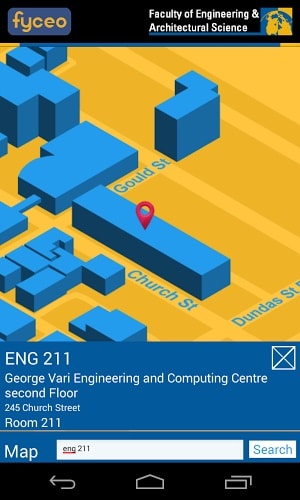 fyceo
Faculty of Engineering &
Architectural Science
Gould St
Church St
Dundas St E
ENG 211
George Vari Engineering and Computing Centre
second Floor
245 Church Street
Room 211
Map
eng 211
Search